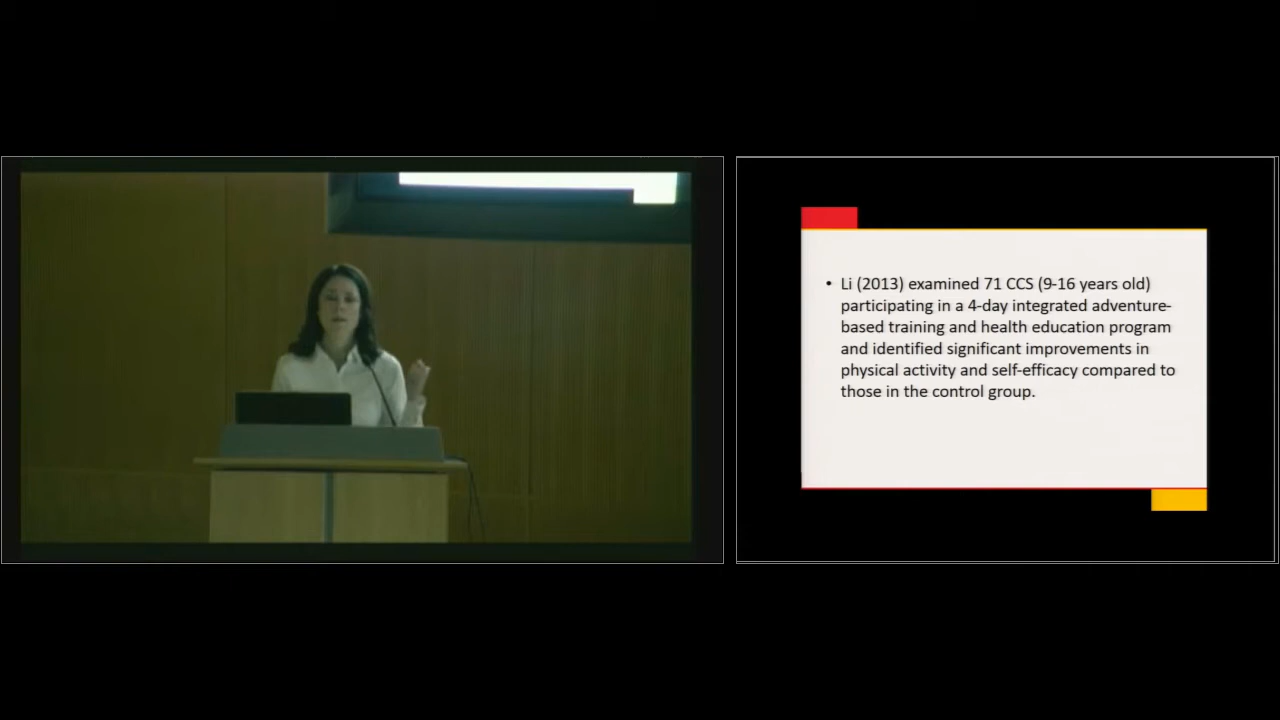 • Li (2013) examined 71 CCS (9-16 years old)
participating in a 4-day integrated adventure-
based training and health education program
and identified significant improvements in
physical activity and self-efficacy compared to
those in the control group.